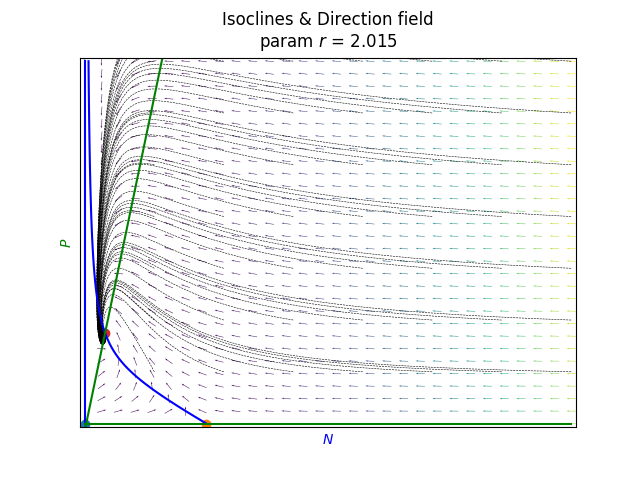 Isoclines & Direction field
param r = 2.015
P
N